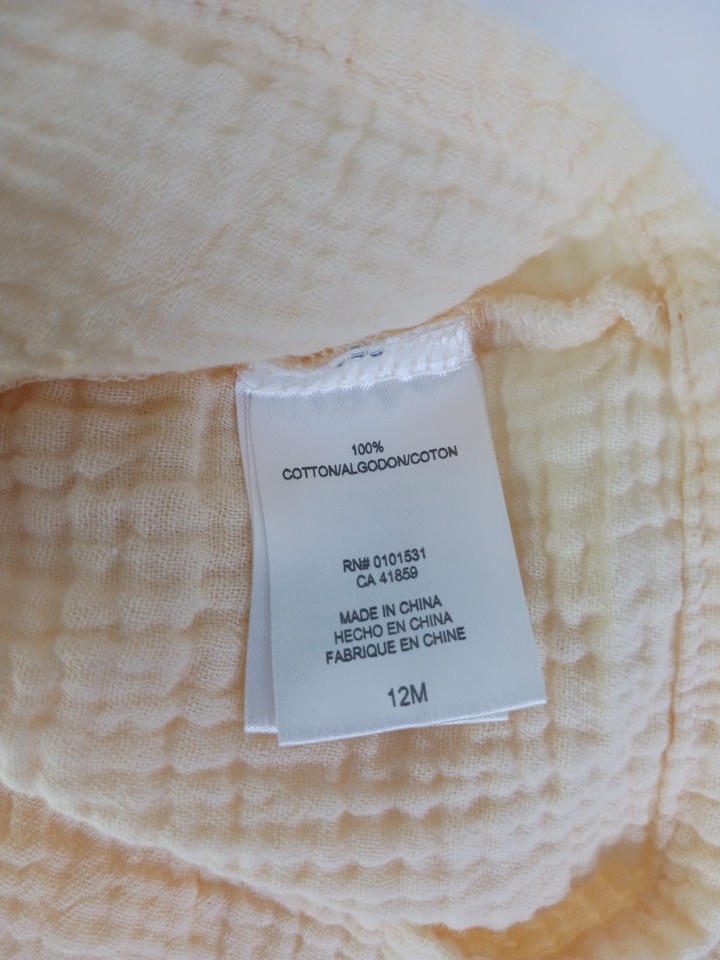 100%
COTTON/ALGODON/COTON
RN# 0101531
CA 41859
MADE IN CHINA
HECHO EN CHINA
FABRIQUE EN CHINE
12M